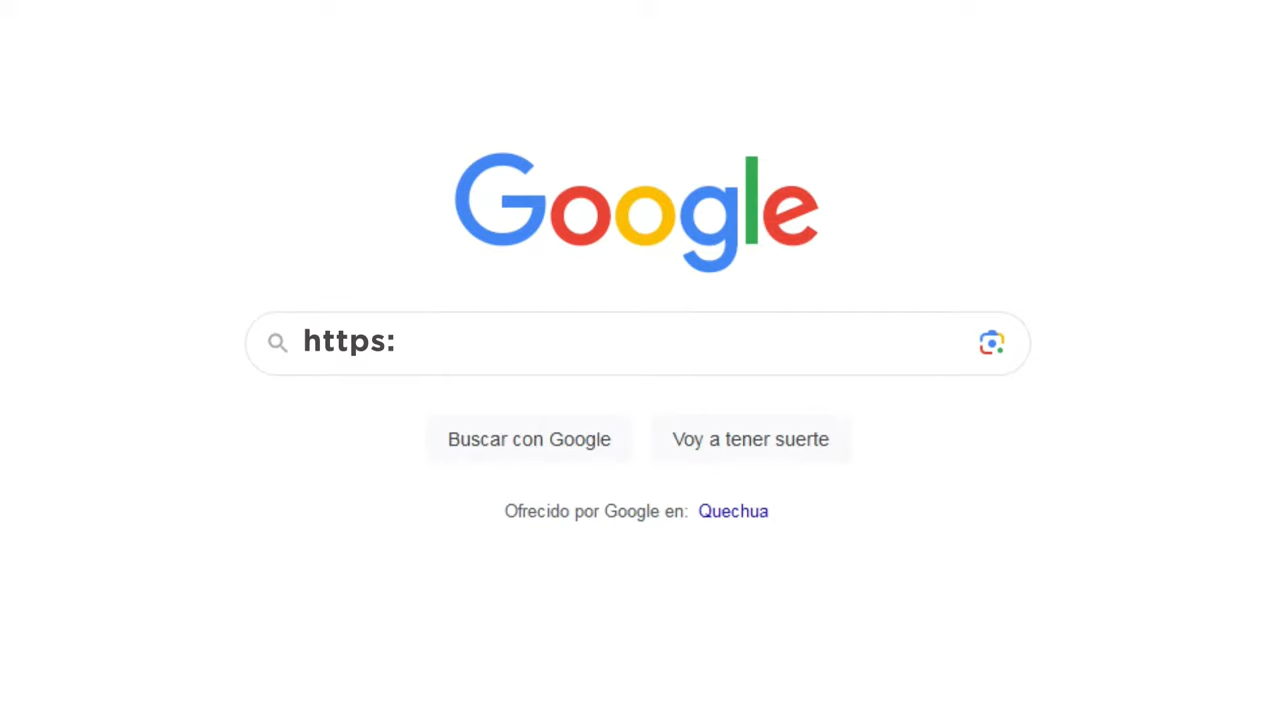 Google
https:
Buscar con Google
Voy a tener suerte
Ofrecido por Google en: Quechua